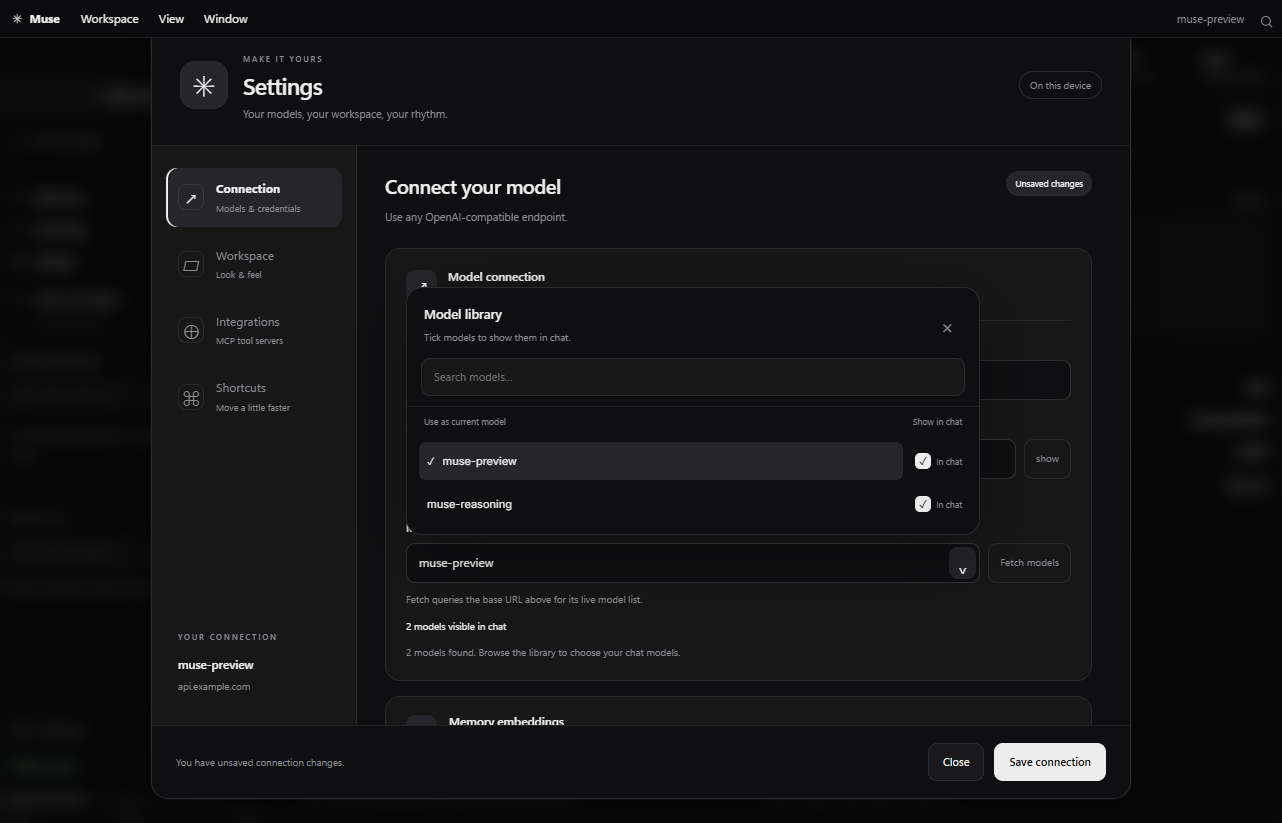 Muse Workspace View Window muse-preview
MAKE IT YOURS
Settings
Your models, your workspace, your rhythm.
On this device
Connection
Models & credentials
Workspace
Look & feel
Integrations
MCP tool servers
Shortcuts
Move a little faster
YOUR CONNECTION
muse-preview
api.example.com
Connect your model
Unsaved changes
Use any OpenAI-compatible endpoint.
Model connection
Model library
Tick models to show them in chat.
Search models...
Use as current model Show in chat
✓ muse-preview ✓ in chat
muse-reasoning ✓ in chat
show
muse-preview v
Fetch models
Fetch queries the base URL above for its live model list.
2 models visible in chat
2 models found. Browse the library to choose your chat models.
Memory embeddings
You have unsaved connection changes.
Close
Save connection